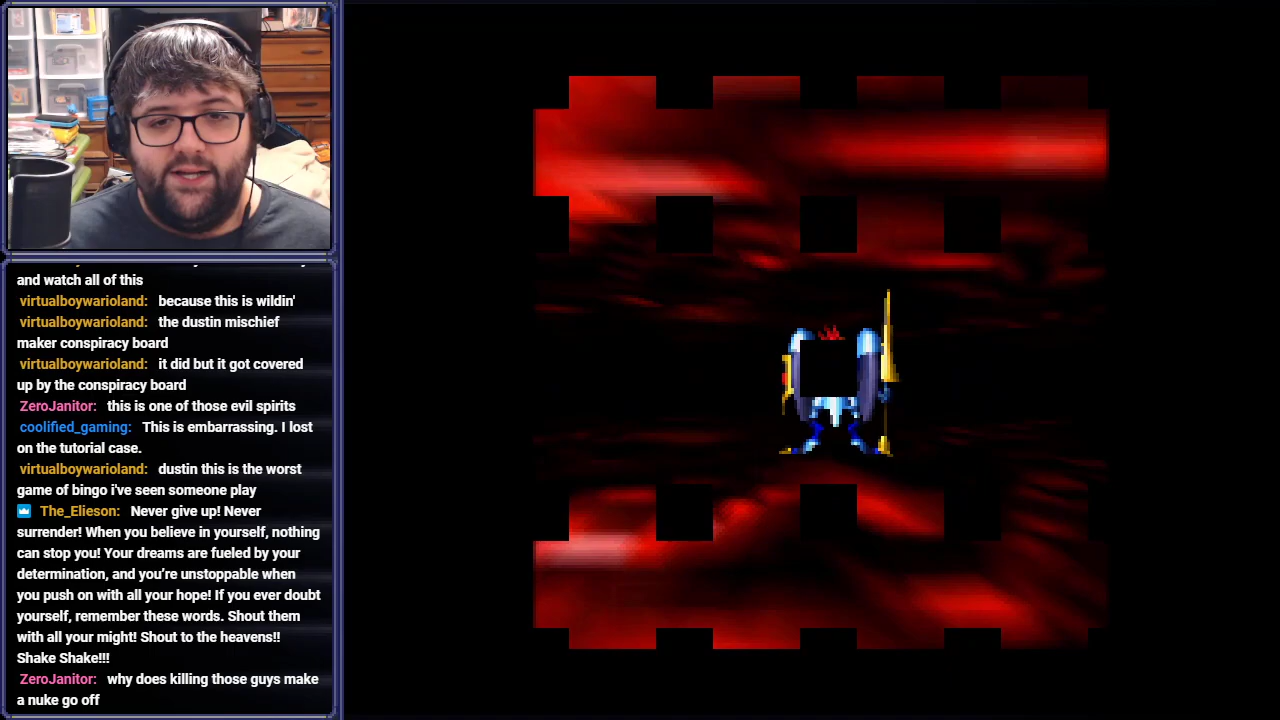 and watch all of this
virtualboywarioland: because this is wildin'
virtualboywarioland: the dustin mischief
maker conspiracy board
virtualboywarioland: it did but it got covered
up by the conspiracy board
ZeroJanitor: this is one of those evil spirits
coolified_gaming: This is embarrassing. I lost
on the tutorial case.
virtualboywarioland: dustin this is the worst
game of bingo i've seen someone play
The_Elieson: Never give up! Never
surrender! When you believe in yourself, nothing
can stop you! Your dreams are fueled by your
determination, and you’re unstoppable when
you push on with all your hope! If you ever doubt
yourself, remember these words. Shout them
with all your might! Shout to the heavens!!
Shake Shake!!!
ZeroJanitor: why does killing those guys make
a nuke go off